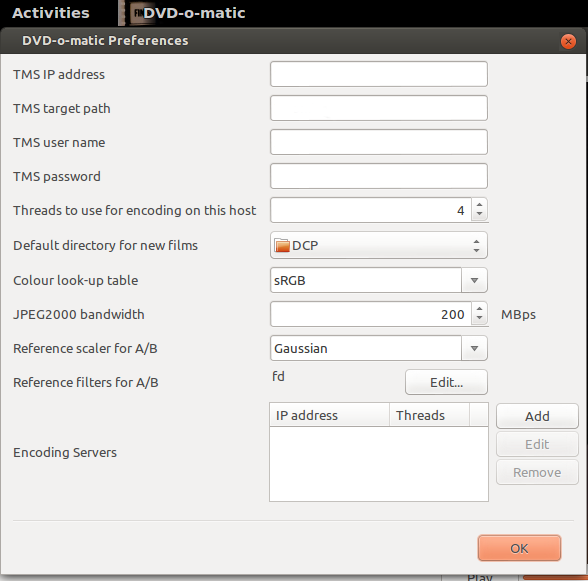 Activities DVD-o-matic
DVD-o-matic Preferences
TMS IP address
TMS target path
TMS user name
TMS password
Threads to use for encoding on this host 4
Default directory for new films DCP
Colour look-up table sRGB
JPEG2000 bandwidth 200 MBps
Reference scaler for A/B Gaussian
Reference filters for A/B fd Edit...
IP address Threads Add
Edit
Encoding Servers
Remove
OK
Play